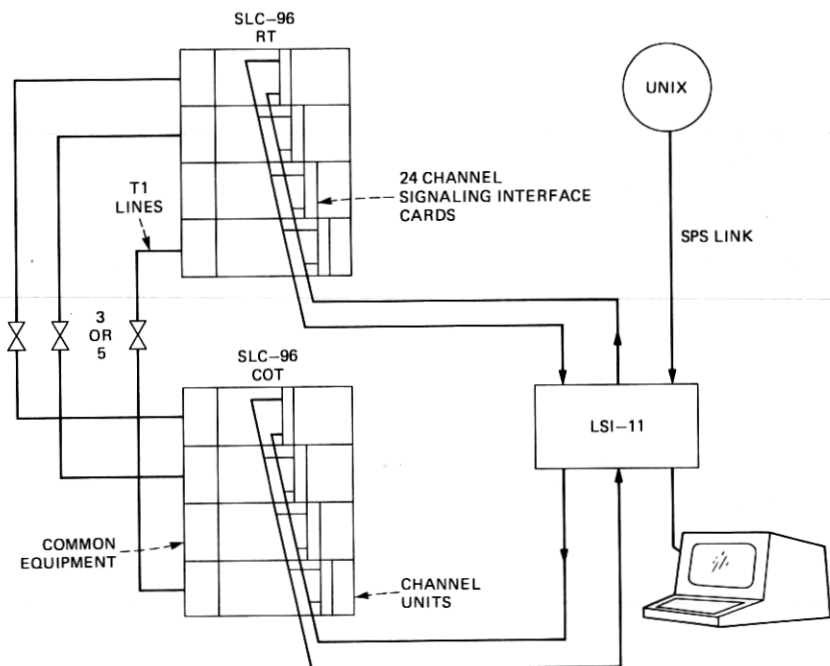 SLC–96
RT
UNIX
T1
LINES
24 CHANNEL
SIGNALING INTERFACE
CARDS
SPS LINK
3
OR
5
SLC–96
COT
LSI–11
COMMON
EQUIPMENT
CHANNEL
UNITS